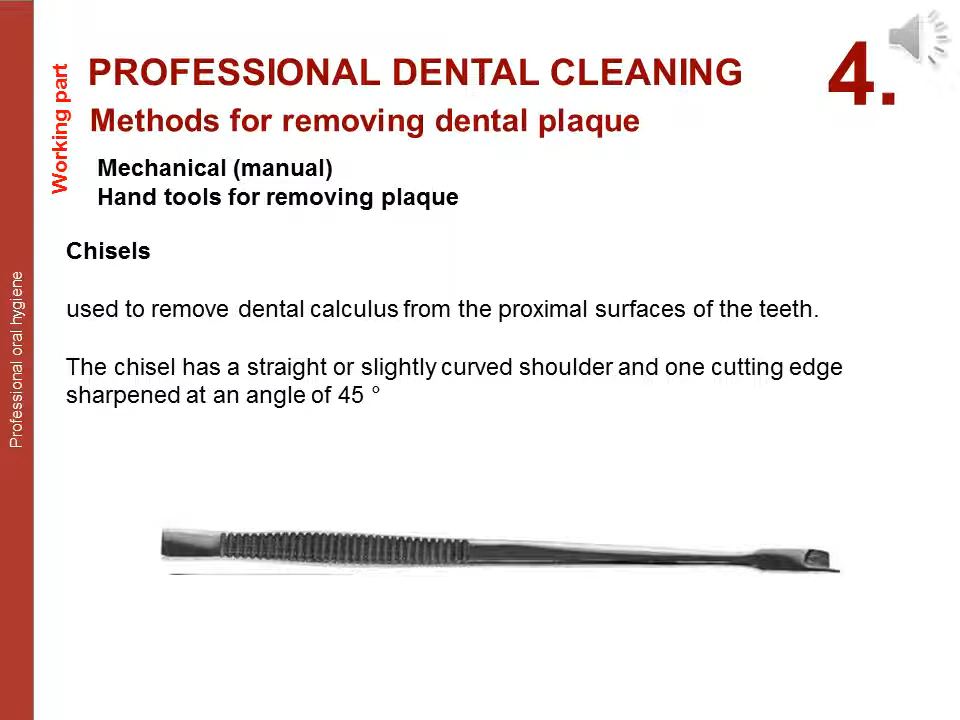 Professional oral hygiene
Working part
PROFESSIONAL DENTAL CLEANING
4.
Methods for removing dental plaque
Mechanical (manual)
Hand tools for removing plaque
Chisels
used to remove dental calculus from the proximal surfaces of the teeth.
The chisel has a straight or slightly curved shoulder and one cutting edge
sharpened at an angle of 45 °